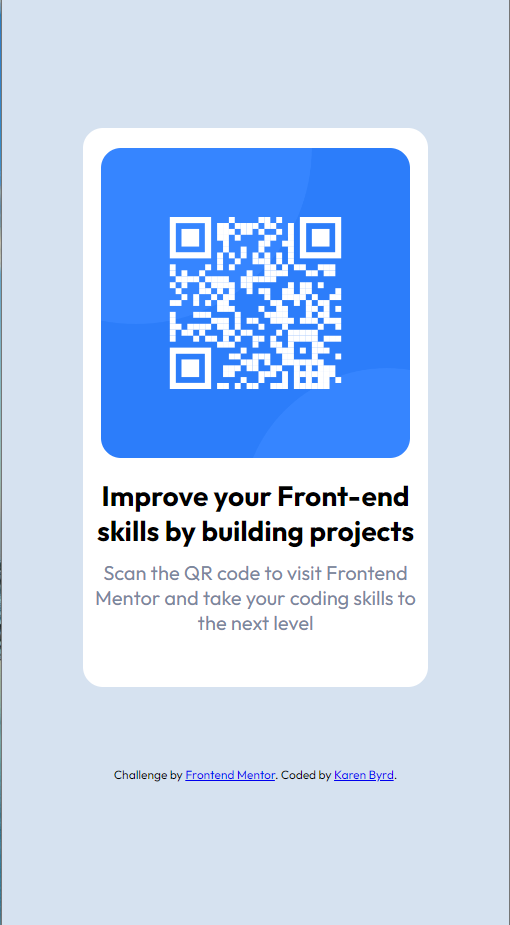 Improve your Front-end
skills by building projects
Scan the QR code to visit Frontend
Mentor and take your coding skills to
the next level
Challenge by Frontend Mentor. Coded by Karen Byrd.